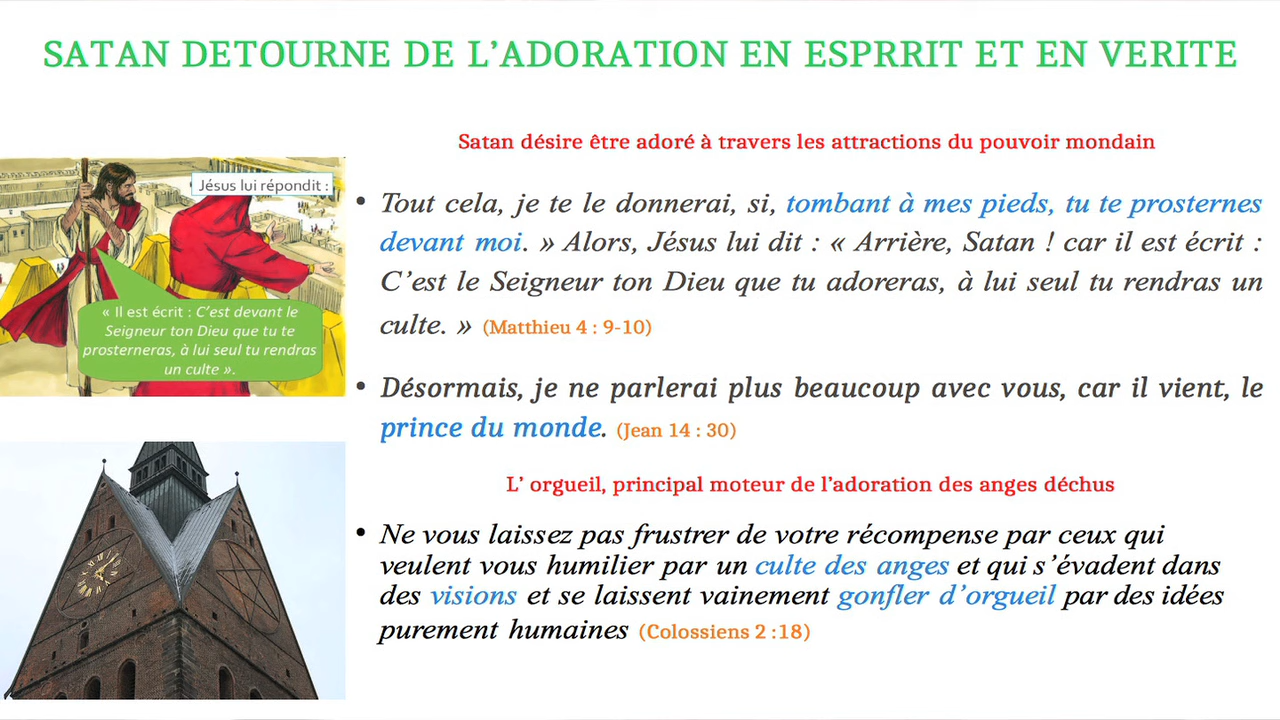 SATAN DETOURNE DE L’ADORATION EN ESPRRIT ET EN VERITE
Satan désire être adoré à travers les attractions du pouvoir mondain
Jésus lui répondit :
« Il est écrit : C’est devant le
Seigneur ton Dieu que tu te
prosterneras, à lui seul tu rendras
un culte ».
• Tout cela, je te le donnerai, si, tombant à mes pieds, tu te prosternes
devant moi. » Alors, Jésus lui dit : « Arrière, Satan ! car il est écrit :
C’est le Seigneur ton Dieu que tu adoreras, à lui seul tu rendras un
culte. » (Matthieu 4 : 9-10)
• Désormais, je ne parlerai plus beaucoup avec vous, car il vient, le
prince du monde. (Jean 14 : 30)
L’ orgueil, principal moteur de l’adoration des anges déchus
• Ne vous laissez pas frustrer de votre récompense par ceux qui
veulent vous humilier par un culte des anges et qui s’évadent dans
des visions et se laissent vainement gonfler d’orgueil par des idées
purement humaines (Colossiens 2 :18)